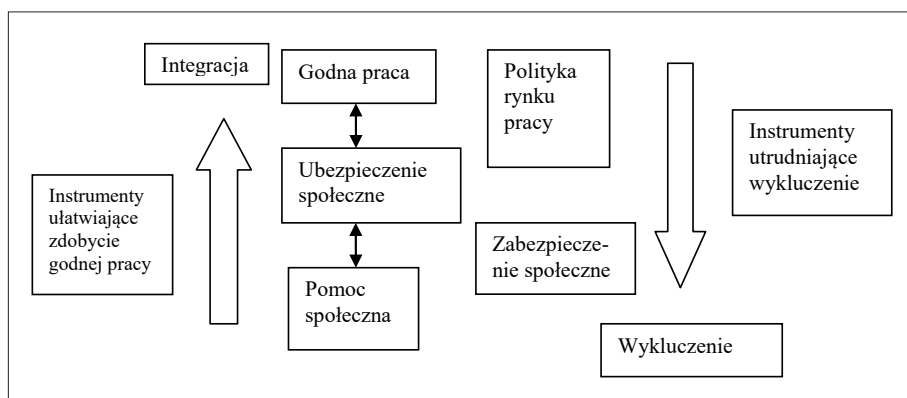 Integracja
Godna praca
Polityka
rynku
pracy
Instrumenty
utrudniające
wykluczenie
Ubezpieczenie
społeczne
Instrumenty
ułatwiające
zdobycie
godnej pracy
Zabezpiecze-
nie społeczne
Pomoc
społeczna
Wykluczenie